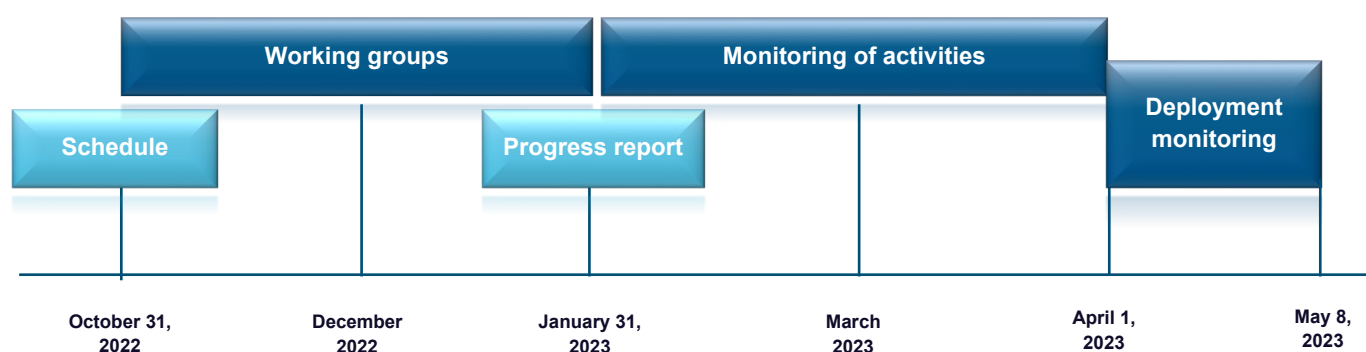 Working groups
Monitoring of activities
Deployment
monitoring
Schedule
Progress report
October 31,
2022
December
2022
January 31,
2023
March
2023
April 1,
2023
May 8,
2023